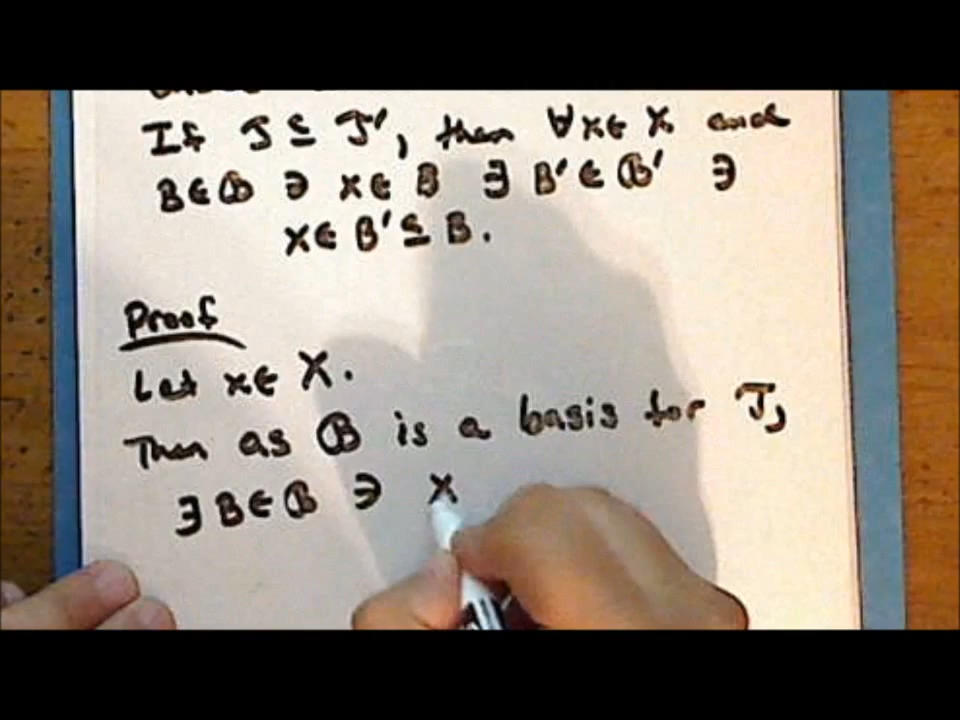 If 𝒯 ⊆ 𝒯', then ∀x∈ X and
B∈𝔹 ∋ x∈ B ∃ B'∈ 𝔹' ∋
x∈ B'⊆ B.
Proof
Let x∈ X.
Then as 𝔹 is a basis for 𝒯,
∃ B∈𝔹 ∋ x